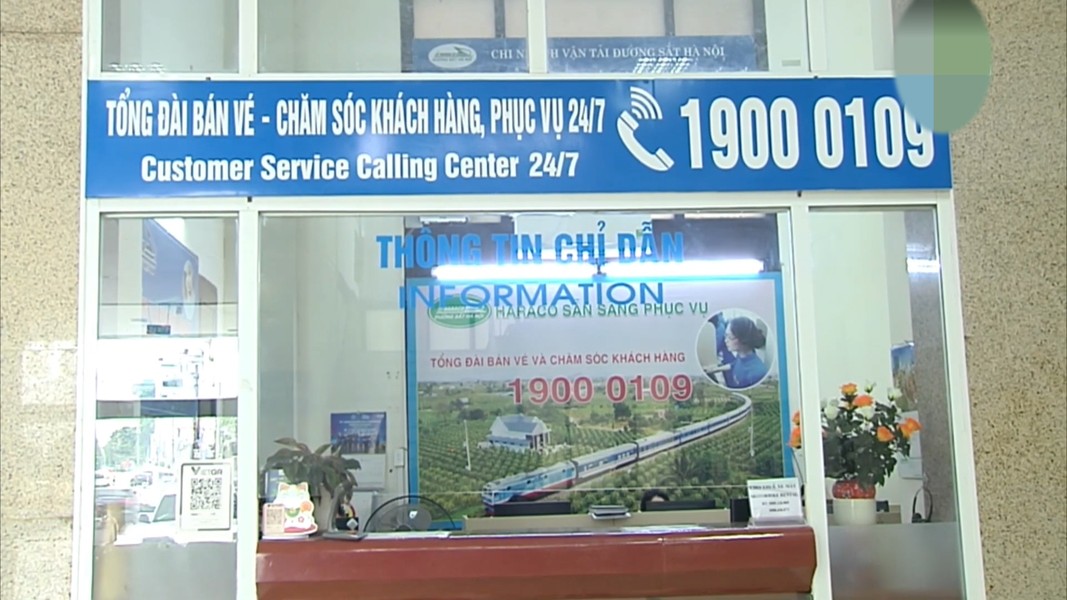 CHI NHÁNH VẬN TẢI ĐƯỜNG SẮT HÀ NỘI
TỔNG ĐÀI BÁN VÉ - CHĂM SÓC KHÁCH HÀNG, PHỤC VỤ 24/7
Customer Service Calling Center 24/7
1900 0109
THÔNG TIN CHỈ DẪN
INFORMATION
HARACO SẴN SÀNG PHỤC VỤ
TỔNG ĐÀI BÁN VÉ VÀ CHĂM SÓC KHÁCH HÀNG
1900 0109
VIETQR